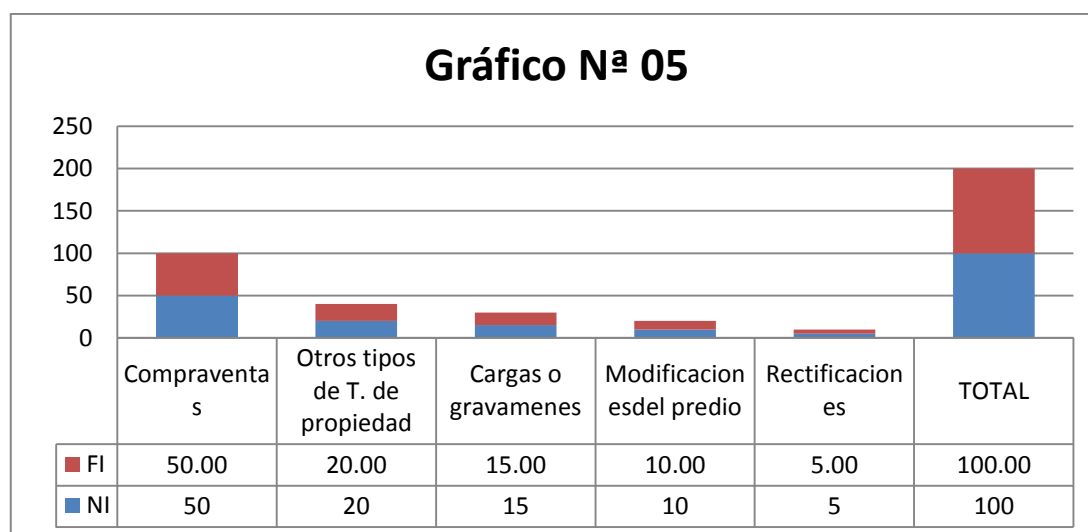 Gráfico Nª 05
250
200
150
100
50
0
Compraventa
s
Otros tipos
de T. de
propiedad
Cargas o
gravamenes
Modificacion
esdel predio
Rectificacion
es
TOTAL
FI 50.00 20.00 15.00 10.00 5.00 100.00
NI 50 20 15 10 5 100